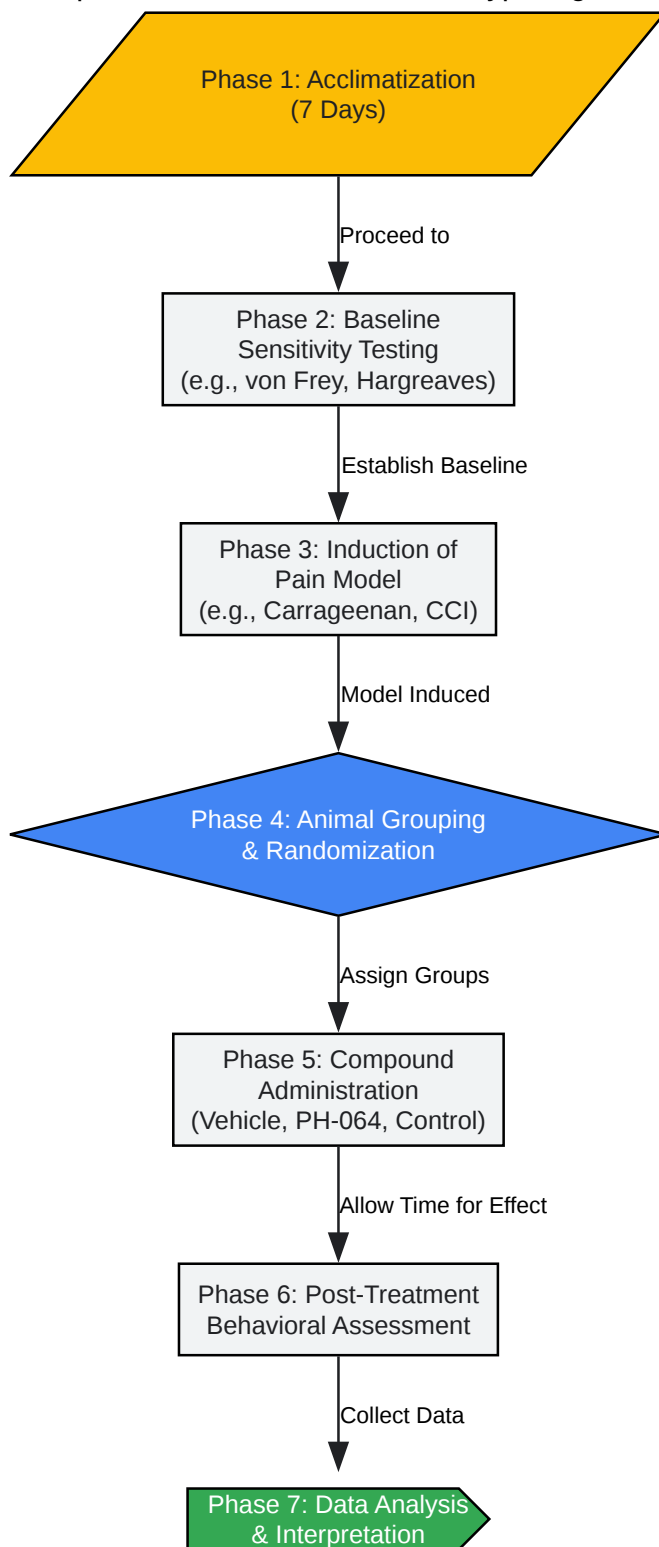 Phase 1: Acclimatization
(7 Days)
Proceed to
Phase 2: Baseline
Sensitivity Testing
(e.g., von Frey, Hargreaves)
Establish Baseline
Phase 3: Induction of
Pain Model
(e.g., Carrageenan, CCI)
Model Induced
Phase 4: Animal Grouping
& Randomization
Assign Groups
Phase 5: Compound
Administration
(Vehicle, PH-064, Control)
Allow Time for Effect
Phase 6: Post-Treatment
Behavioral Assessment
Collect Data
Phase 7: Data Analysis
& Interpretation